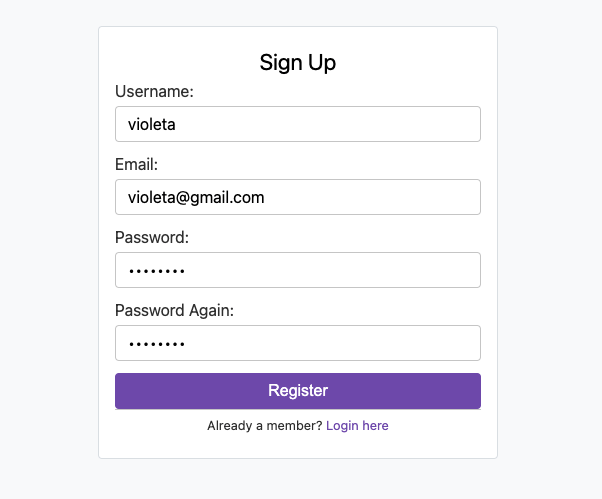 Sign Up
Username:
violeta
Email:
violeta@gmail.com
Password:
••••••••
Password Again:
••••••••
Register
Already a member? Login here